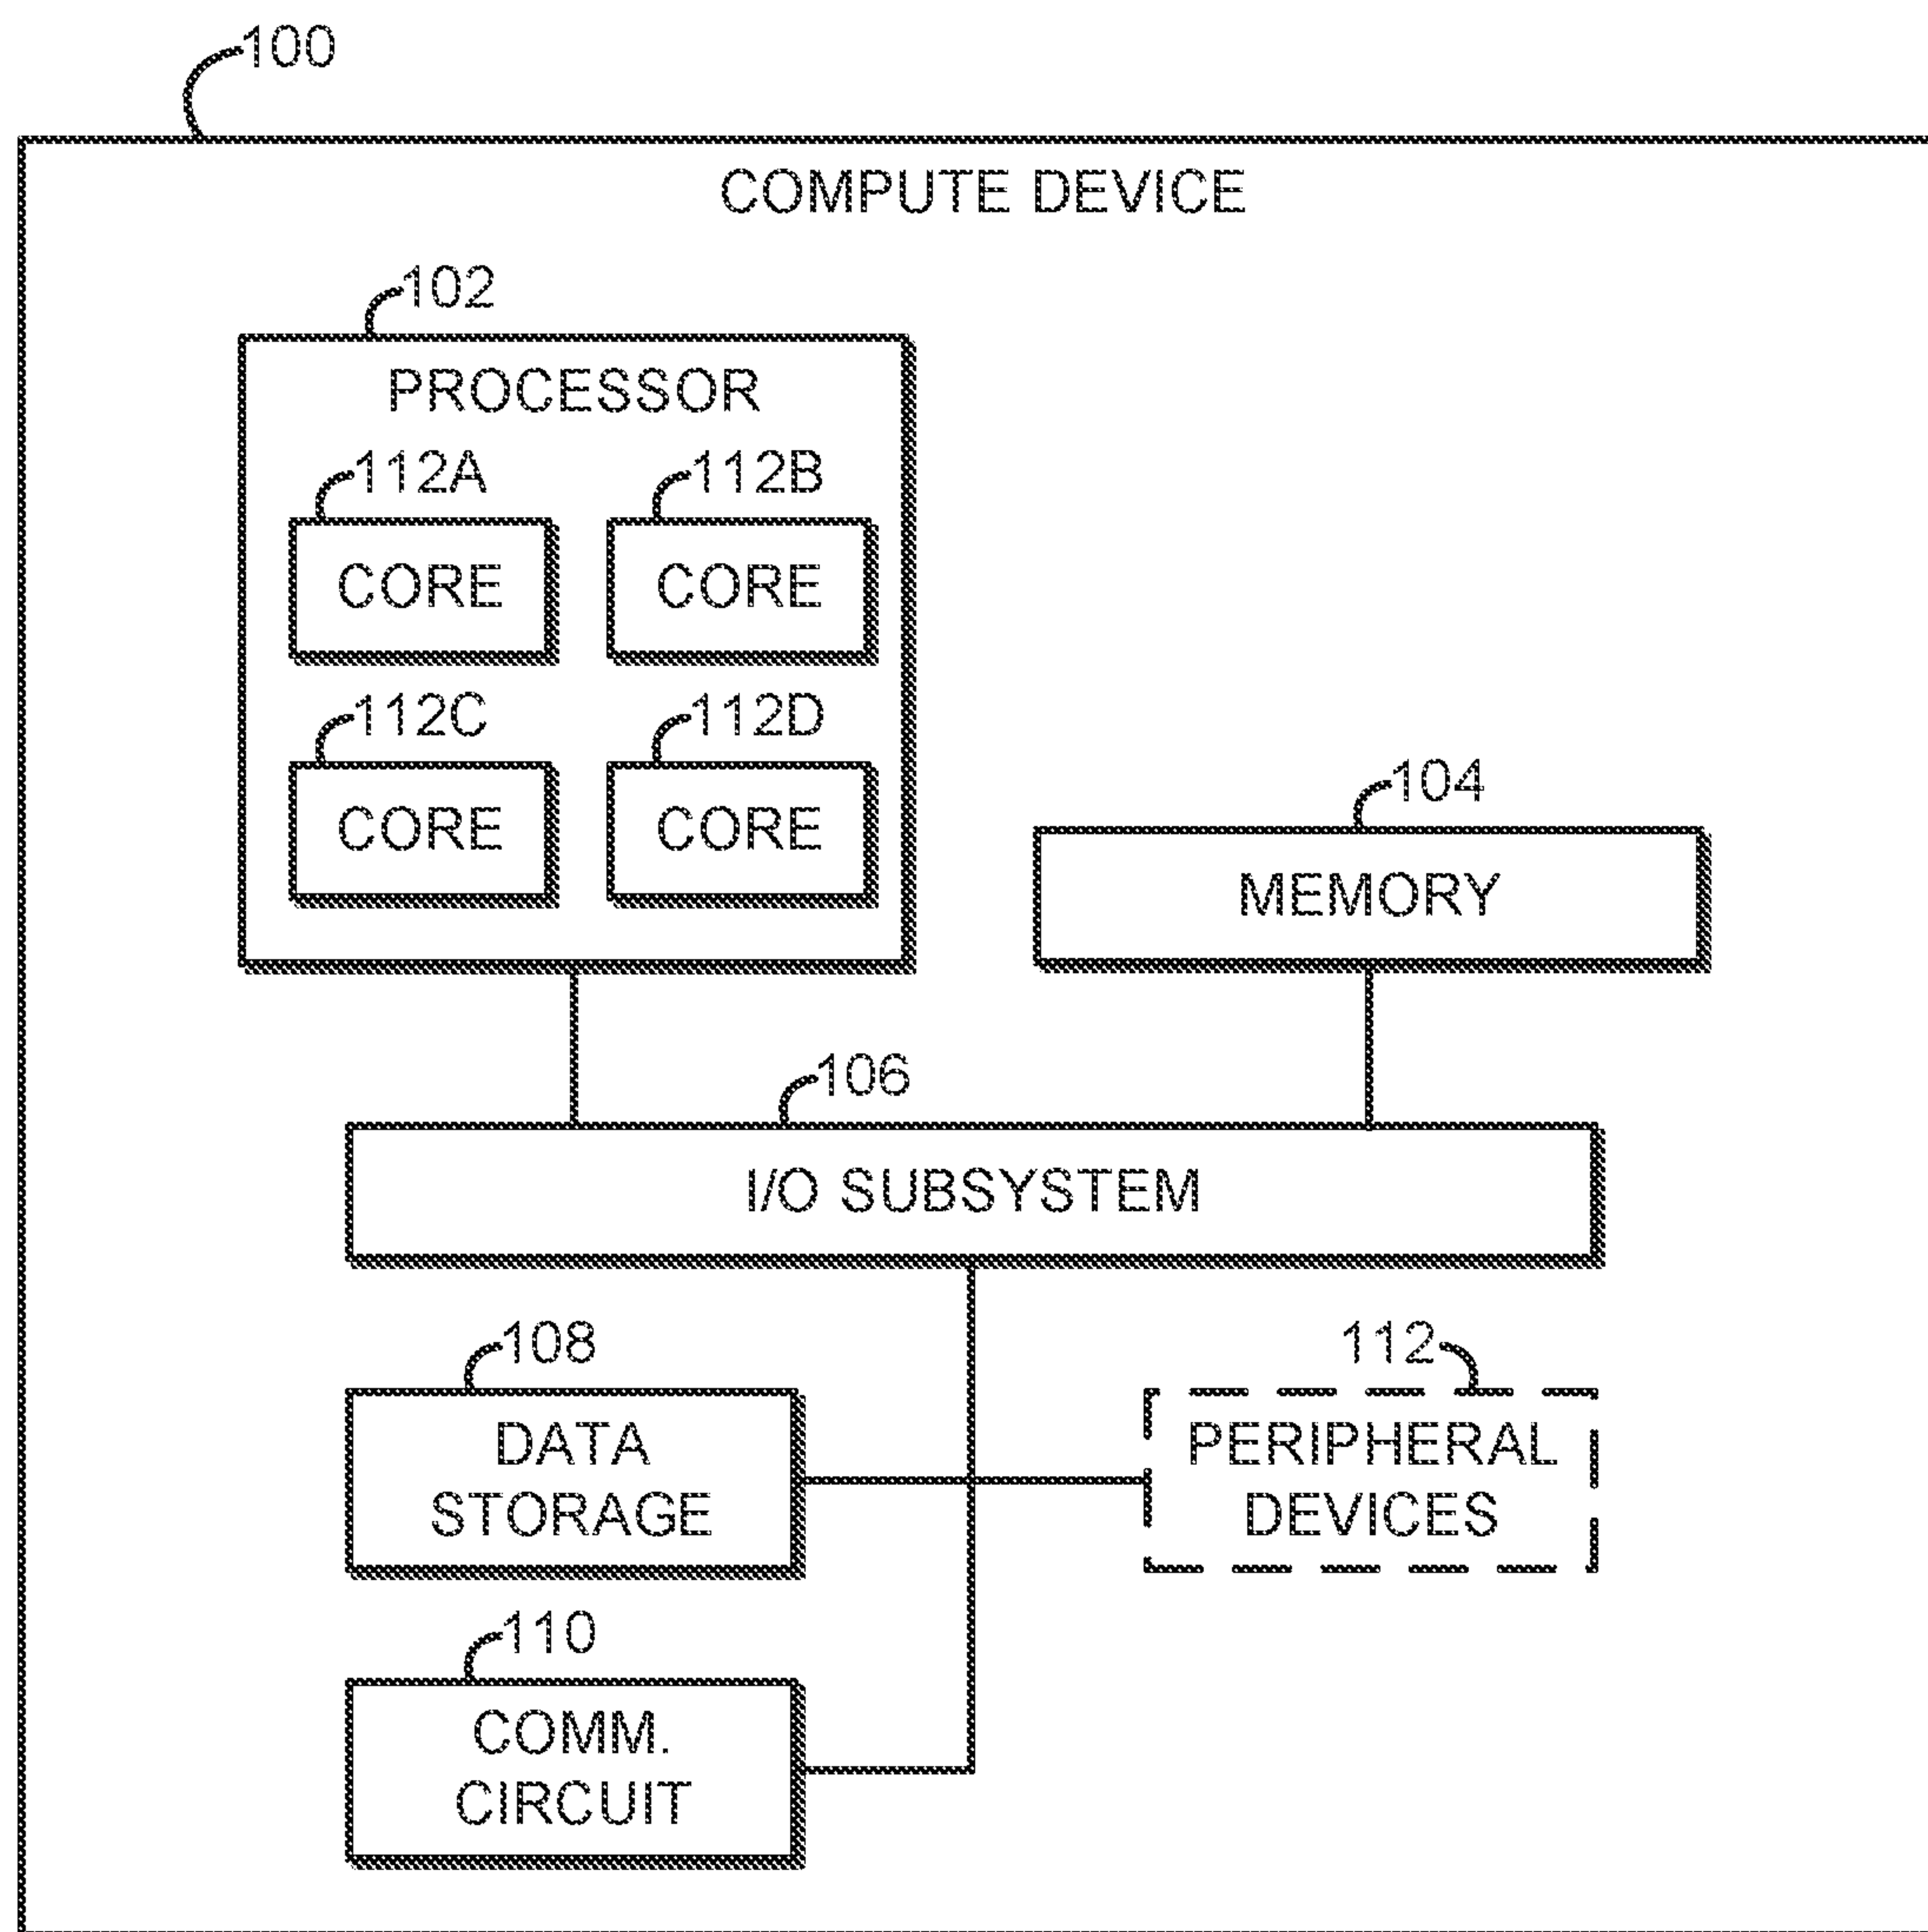 100
COMPUTE DEVICE
102
PROCESSOR
112A
112B
CORE
CORE
112C
112D
CORE
CORE
104
MEMORY
106
I/O SUBSYSTEM
108
DATA
STORAGE
112
PERIPHERAL
DEVICES
110
COMM.
CIRCUIT